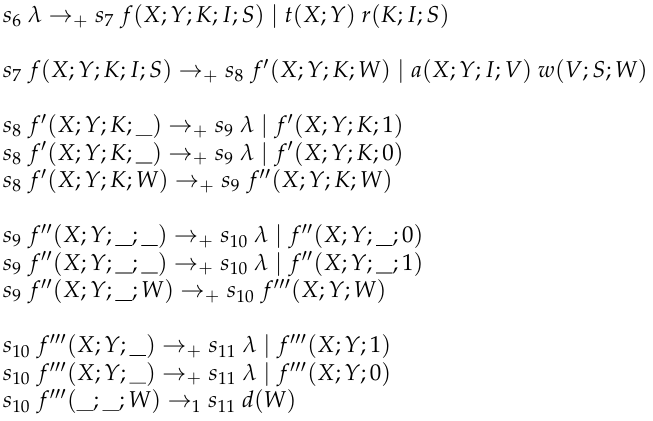 s₆ λ →₊ s₇ f(X;Y;K;I;S) | t(X;Y) r(K;I;S)
s₇ f(X;Y;K;I;S) →₊ s₈ f′(X;Y;K;W) | a(X;Y;I;V) w(V;S;W)
s₈ f′(X;Y;K;_) →₊ s₉ λ | f′(X;Y;K;1)
s₈ f′(X;Y;K;_) →₊ s₉ λ | f′(X;Y;K;0)
s₈ f′(X;Y;K;W) →₊ s₉ f″(X;Y;K;W)
s₉ f″(X;Y;_;_) →₊ s₁₀ λ | f″(X;Y;_;0)
s₉ f″(X;Y;_;_) →₊ s₁₀ λ | f″(X;Y;_;1)
s₉ f″(X;Y;_;W) →₊ s₁₀ f‴(X;Y;W)
s₁₀ f‴(X;Y;_) →₊ s₁₁ λ | f‴(X;Y;1)
s₁₀ f‴(X;Y;_) →₊ s₁₁ λ | f‴(X;Y;0)
s₁₀ f‴(_;_;W) →₁ s₁₁ d(W)